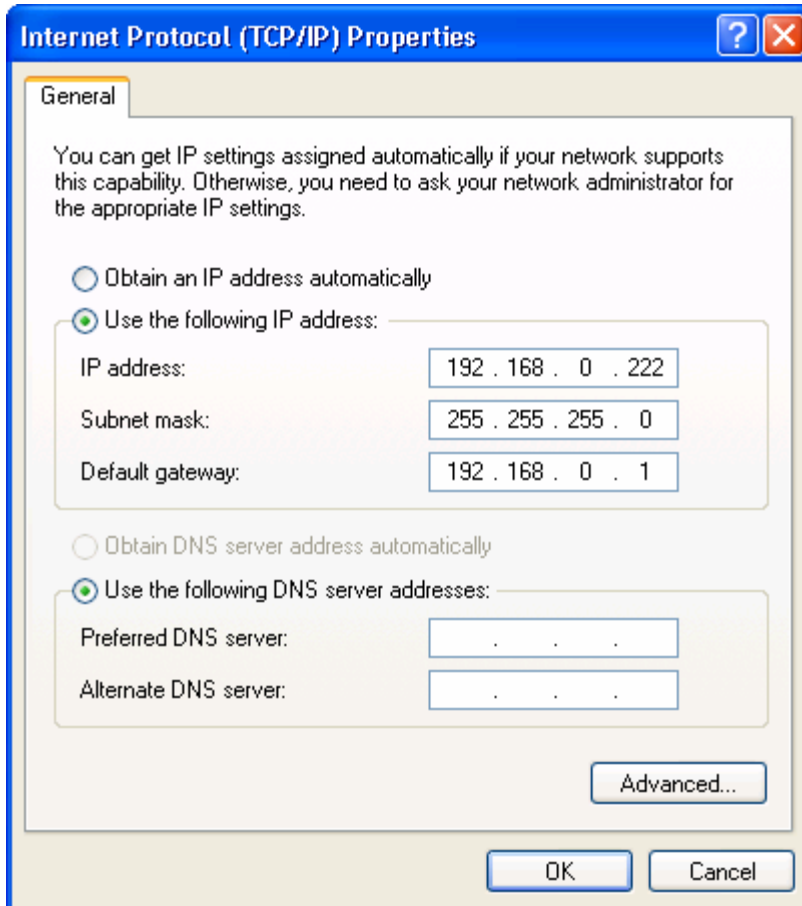 Internet Protocol (TCP/IP) Properties
General
You can get IP settings assigned automatically if your network supports
this capability. Otherwise, you need to ask your network administrator for
the appropriate IP settings.
Obtain an IP address automatically
Use the following IP address:
IP address: 192 . 168 . 0 . 222
Subnet mask: 255 . 255 . 255 . 0
Default gateway: 192 . 168 . 0 . 1
Obtain DNS server address automatically
Use the following DNS server addresses:
Preferred DNS server: . . .
Alternate DNS server: . . .
Advanced...
OK Cancel